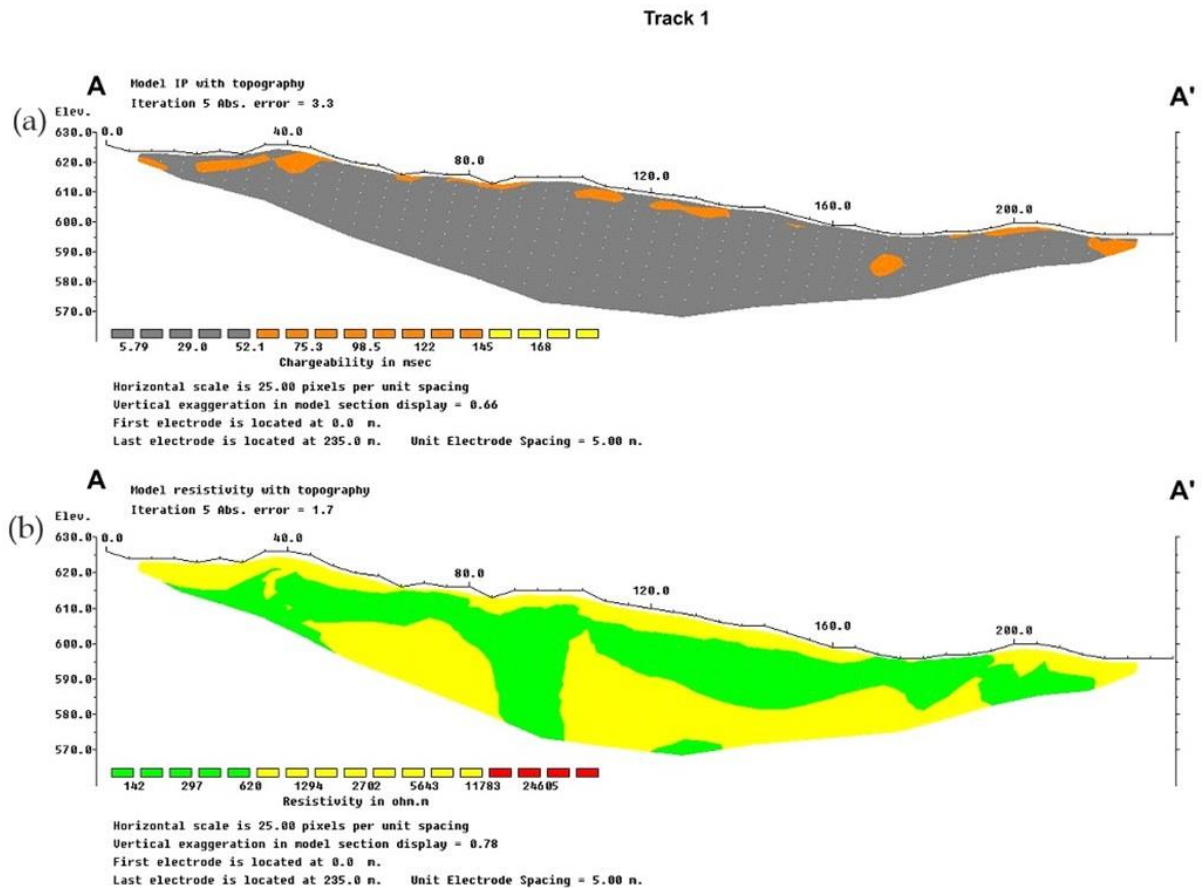 Track 1
A Model IP with topography A'
(a) Iteration 5 Abs. error = 3.3
Elev.
630.0 0.0 40.0
620.0 80.0
610.0 120.0
600.0 160.0 200.0
590.0
580.0
570.0
5.79 29.0 52.1 75.3 98.5 122 145 168
Chargeability in msec
Horizontal scale is 25.00 pixels per unit spacing
Vertical exaggeration in model section display = 0.66
First electrode is located at 0.0 m.
Last electrode is located at 235.0 m. Unit Electrode Spacing = 5.00 m.
A Model resistivity with topography A'
Iteration 5 Abs. error = 1.7
(b) Elev.
630.0 0.0 40.0
620.0 80.0
610.0 120.0
600.0 160.0 200.0
590.0
580.0
570.0
142 297 620 1294 2702 5643 11783 24605
Resistivity in ohm.m
Horizontal scale is 25.00 pixels per unit spacing
Vertical exaggeration in model section display = 0.78
First electrode is located at 0.0 m.
Last electrode is located at 235.0 m. Unit Electrode Spacing = 5.00 m.